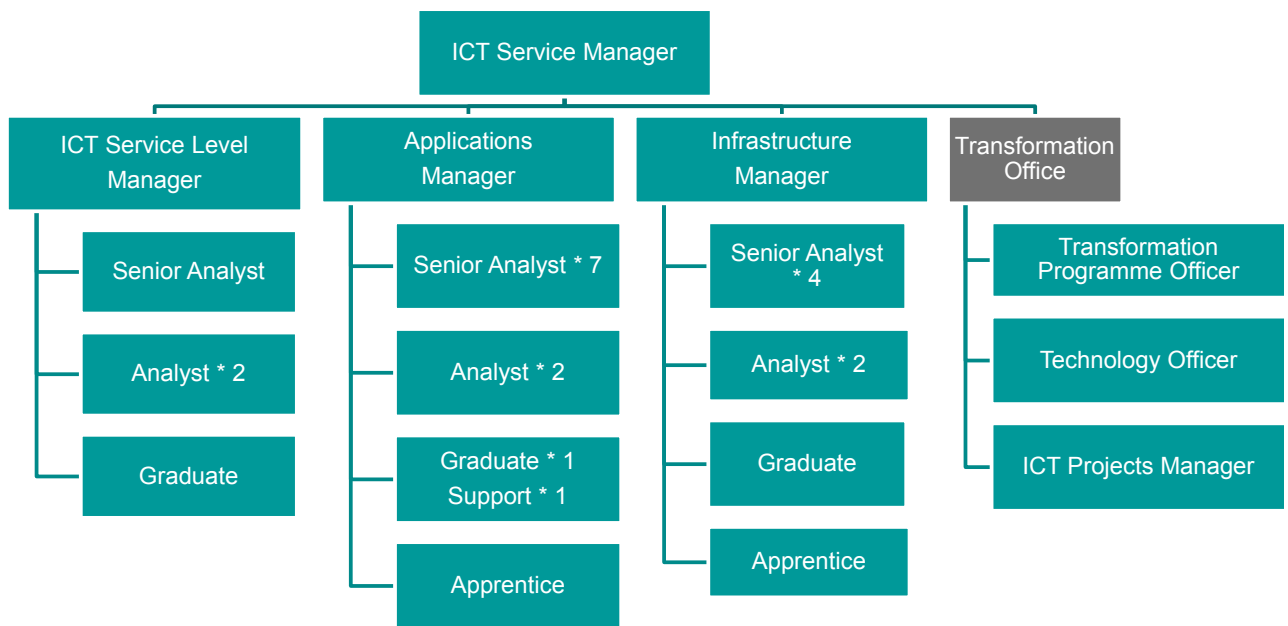 ICT Service Manager
ICT Service Level
Manager
Senior Analyst
Analyst * 2
Graduate
Applications
Manager
Senior Analyst * 7
Analyst * 2
Graduate * 1
Support * 1
Apprentice
Infrastructure
Manager
Senior Analyst
* 4
Analyst * 2
Graduate
Apprentice
Transformation
Office
Transformation
Programme Officer
Technology Officer
ICT Projects Manager